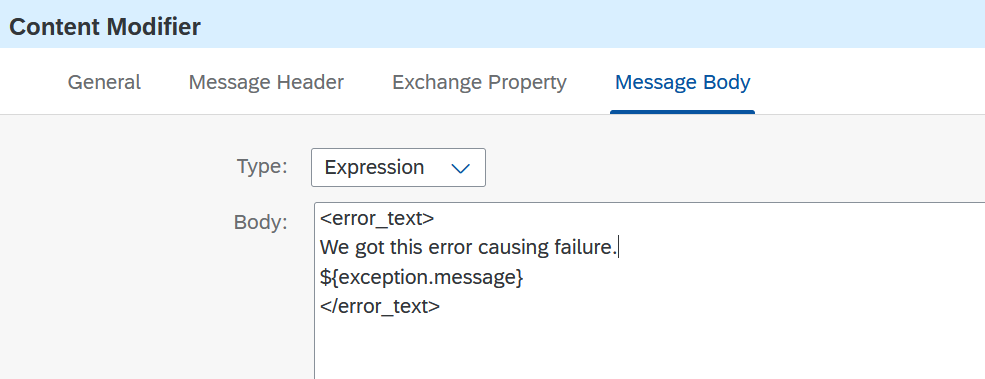 Content Modifier
General Message Header Exchange Property Message Body
Type: Expression
Body: <error_text>
We got this error causing failure.
${exception.message}
</error_text>